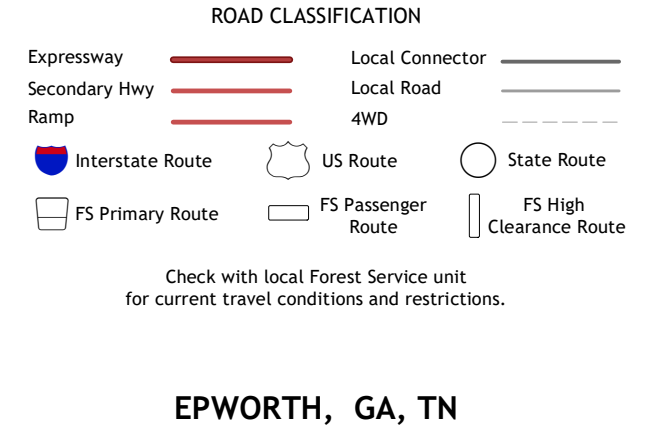 ROAD CLASSIFICATION
Expressway
Local Connector
Secondary Hwy
Local Road
Ramp
4WD
Interstate Route
US Route
State Route
FS Primary Route
FS Passenger
Route
FS High
Clearance Route
Check with local Forest Service unit
for current travel conditions and restrictions.
EPWORTH, GA, TN